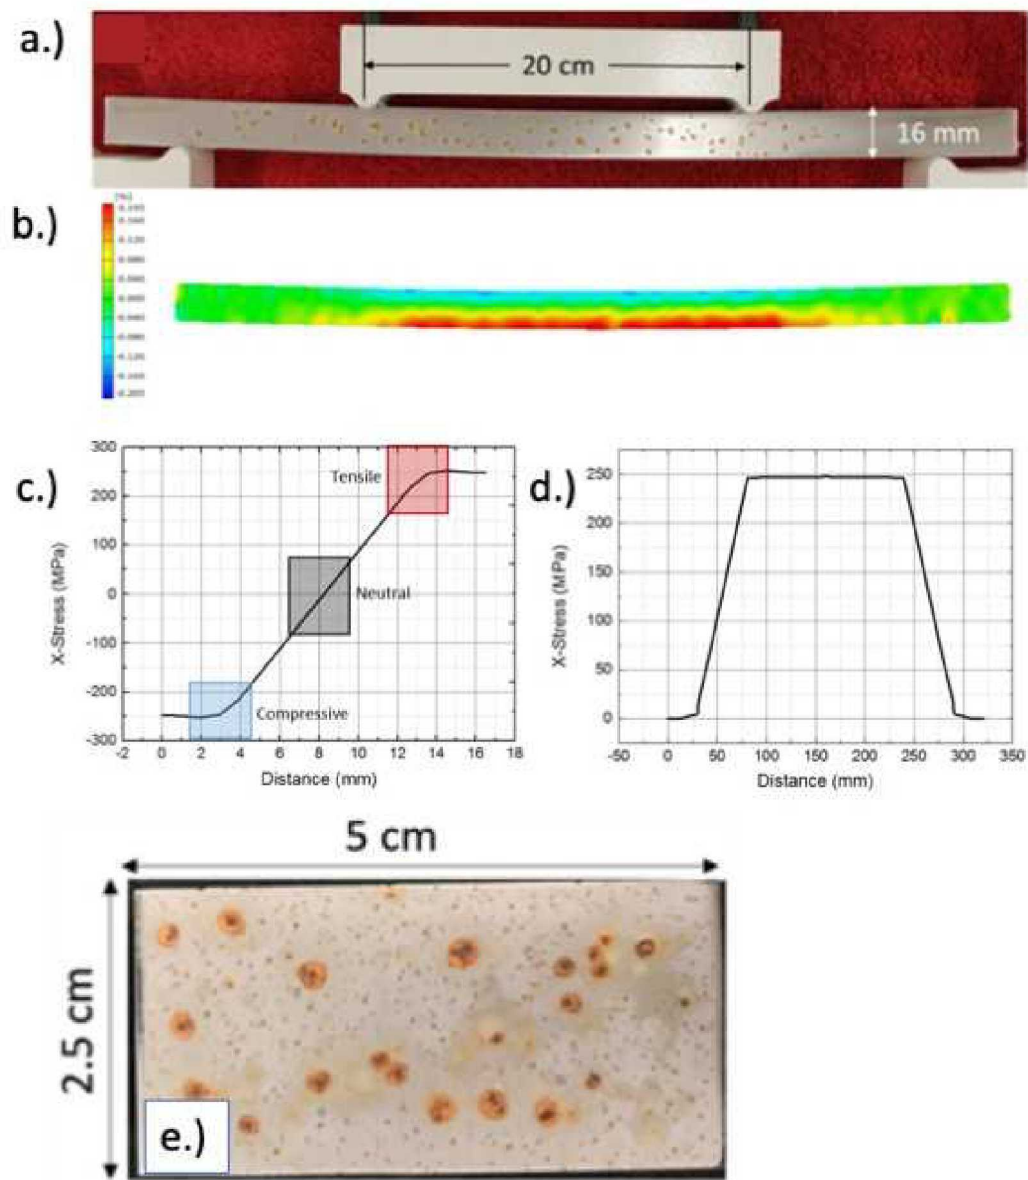 a.)
20 cm
16 mm
b.)
c.)
300
200
100
0
-100
-200
-300
X-Stress (MPa)
Tensile
Neutral
Compressive
-2 0 2 4 6 8 10 12 14 16 18
Distance (mm)
d.)
250
200
150
100
50
0
X-Stress (MPa)
-50 0 50 100 150 200 250 300 350
Distance (mm)
5 cm
2.5 cm
e.)